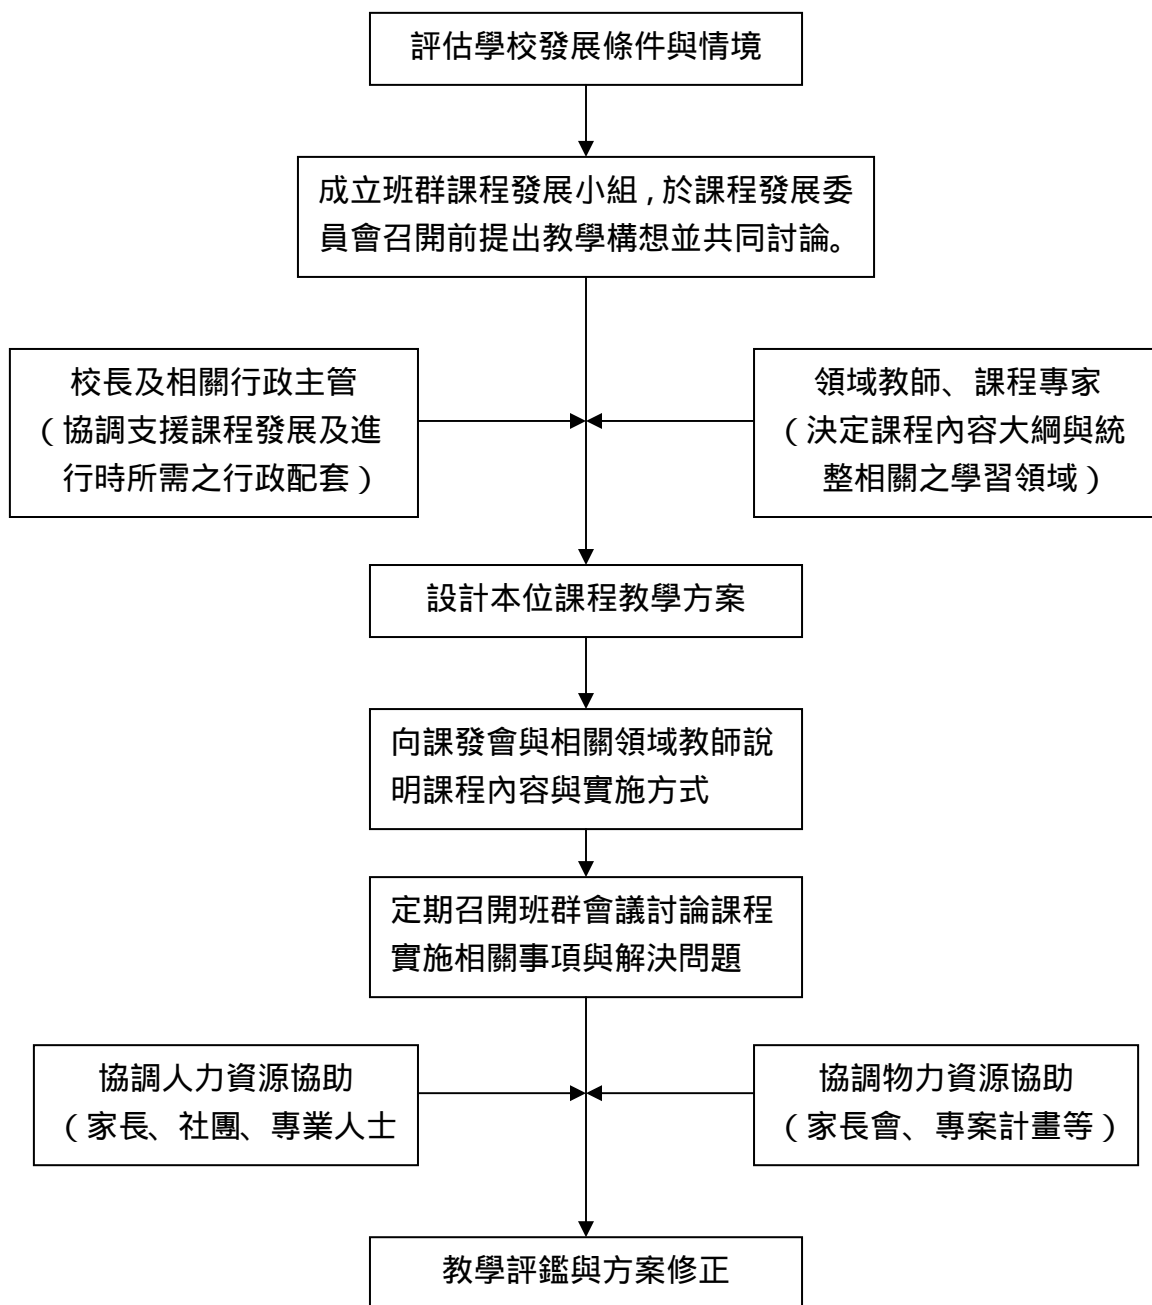 評估學校發展條件與情境
成立班群課程發展小組，於課程發展委
員會召開前提出教學構想並共同討論。
校長及相關行政主管
（協調支援課程發展及進
行時所需之行政配套）
領域教師、課程專家
（決定課程內容大綱與統
整相關之學習領域）
設計本位課程教學方案
向課發會與相關領域教師說
明課程內容與實施方式
定期召開班群會議討論課程
實施相關事項與解決問題
協調人力資源協助
（家長、社團、專業人士
協調物力資源協助
（家長會、專案計畫等）
教學評鑑與方案修正